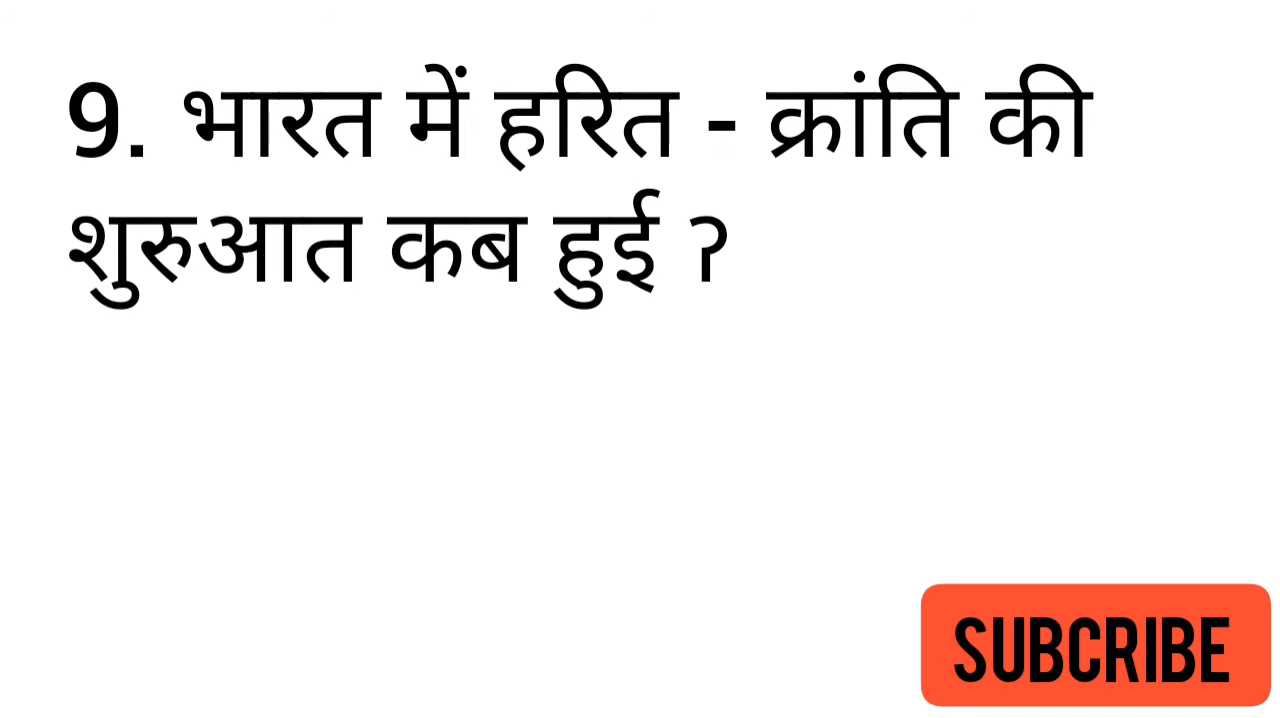 9. भारत में हरित - क्रांति की
शुरुआत कब हुई ?
SUBCRIBE